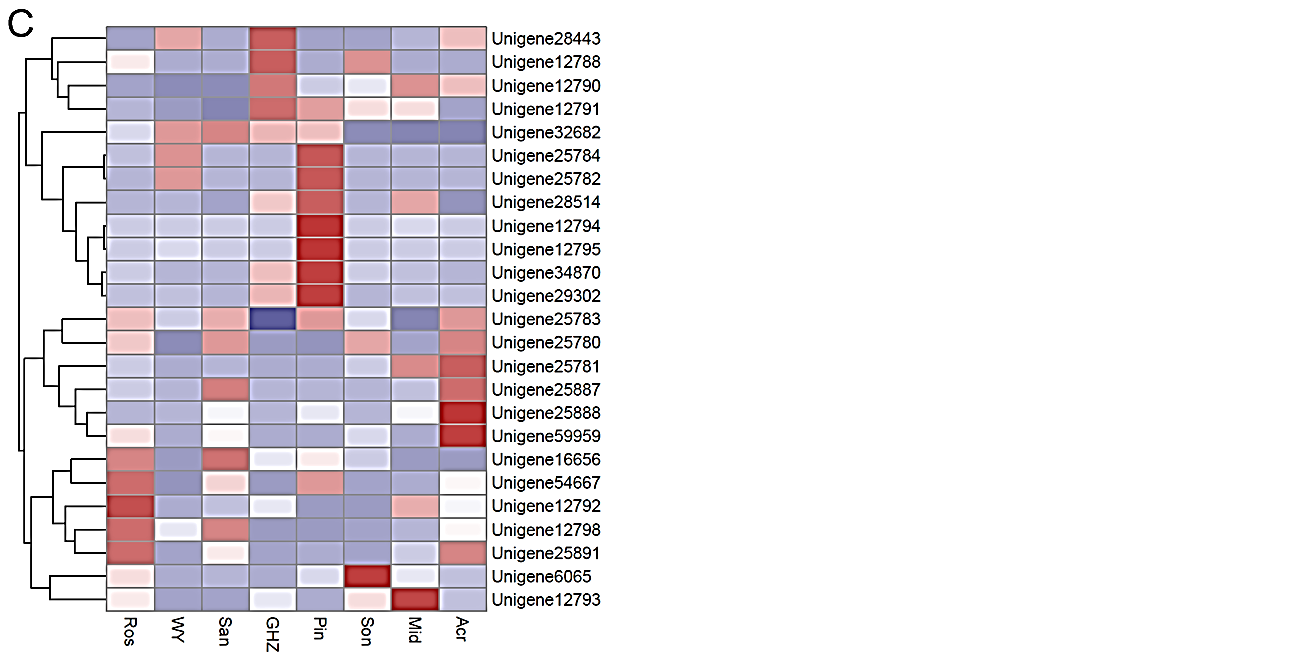 C
Unigene28443
Unigene12788
Unigene12790
Unigene12791
Unigene32682
Unigene25784
Unigene25782
Unigene28514
Unigene12794
Unigene12795
Unigene34870
Unigene29302
Unigene25783
Unigene25780
Unigene25781
Unigene25887
Unigene25888
Unigene59959
Unigene16656
Unigene54667
Unigene12792
Unigene12798
Unigene25891
Unigene6065
Unigene12793
Ros WY San GHZ Pin Son Mid Acr